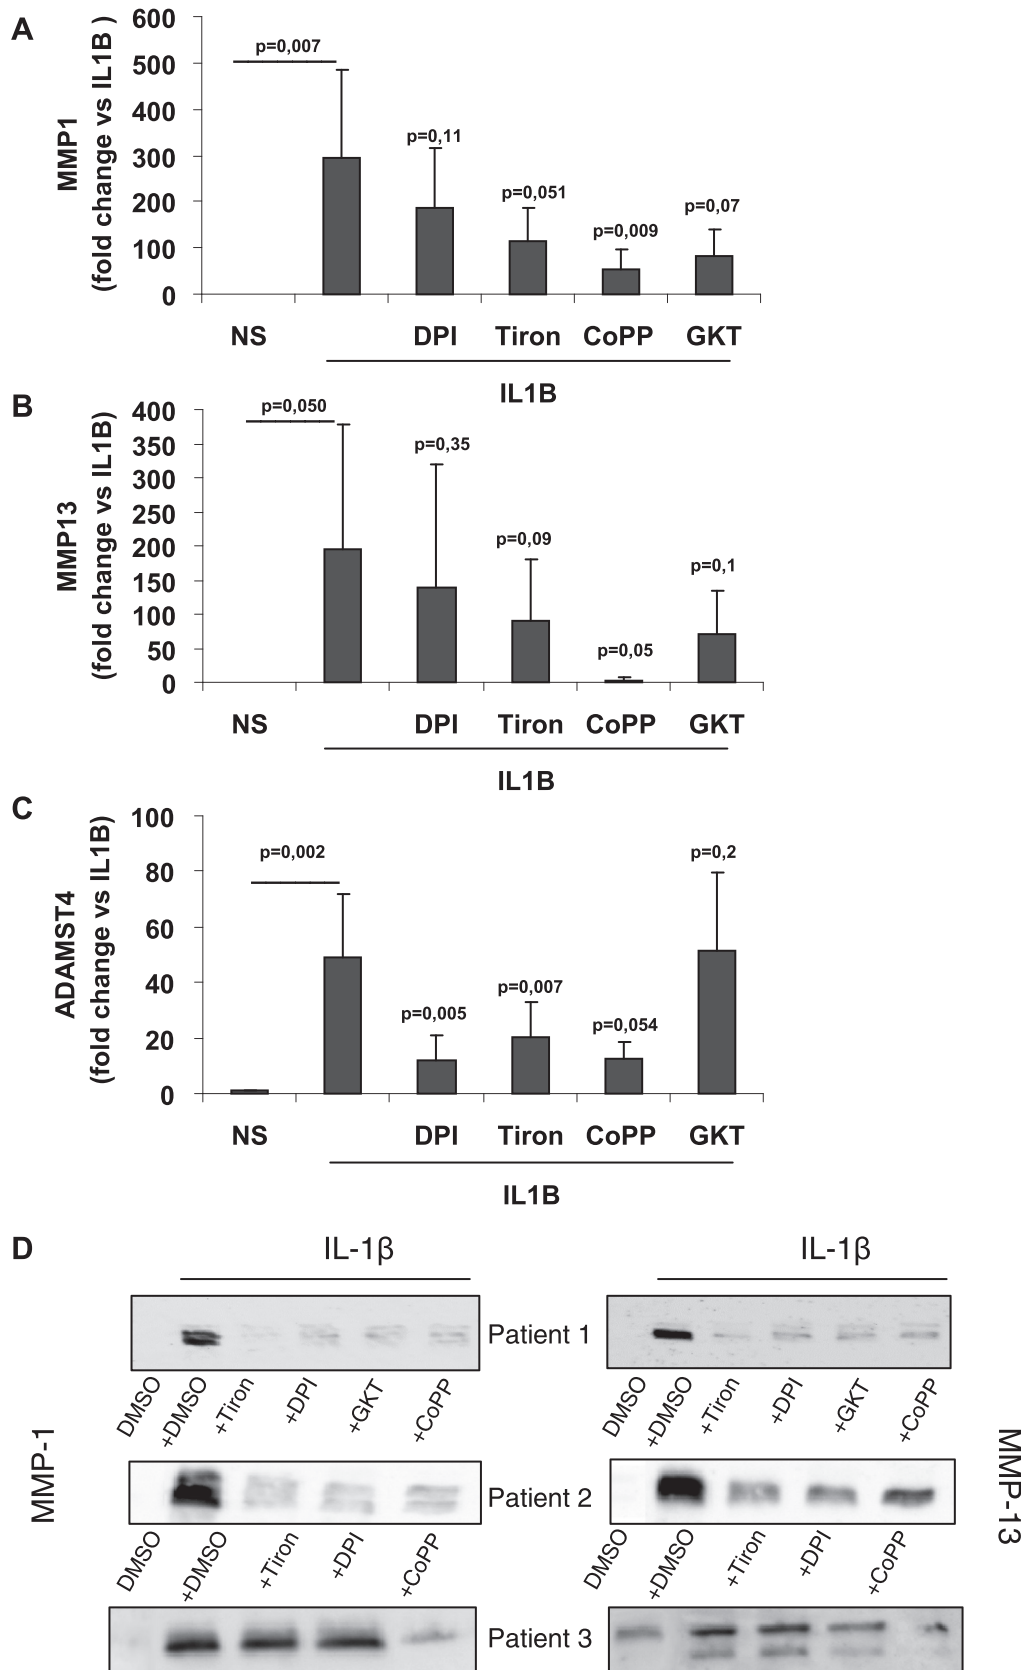 A
MMP1
(fold change vs IL1B )
600
500
400
300
200
100
0
p=0,007
p=0,11
p=0,051
p=0,009
p=0,07
NS DPI Tiron CoPP GKT
IL1B
B
MMP13
(fold change vs IL1B)
400
350
300
250
200
150
100
50
0
p=0,050
p=0,35
p=0,09
p=0,05
p=0,1
NS DPI Tiron CoPP GKT
IL1B
C
ADAMST4
(fold change vs IL1B)
100
80
60
40
20
0
p=0,002
p=0,005
p=0,007
p=0,054
p=0,2
NS DPI Tiron CoPP GKT
IL1B
D
IL-1β IL-1β
Patient 1
DMSO +DMSO +Tiron +DPI +GKT +CoPP
DMSO +DMSO +Tiron +DPI +GKT +CoPP
MMP-1
MMP-13
Patient 2
DMSO +DMSO +Tiron +DPI +CoPP
DMSO +DMSO +Tiron +DPI +CoPP
Patient 3